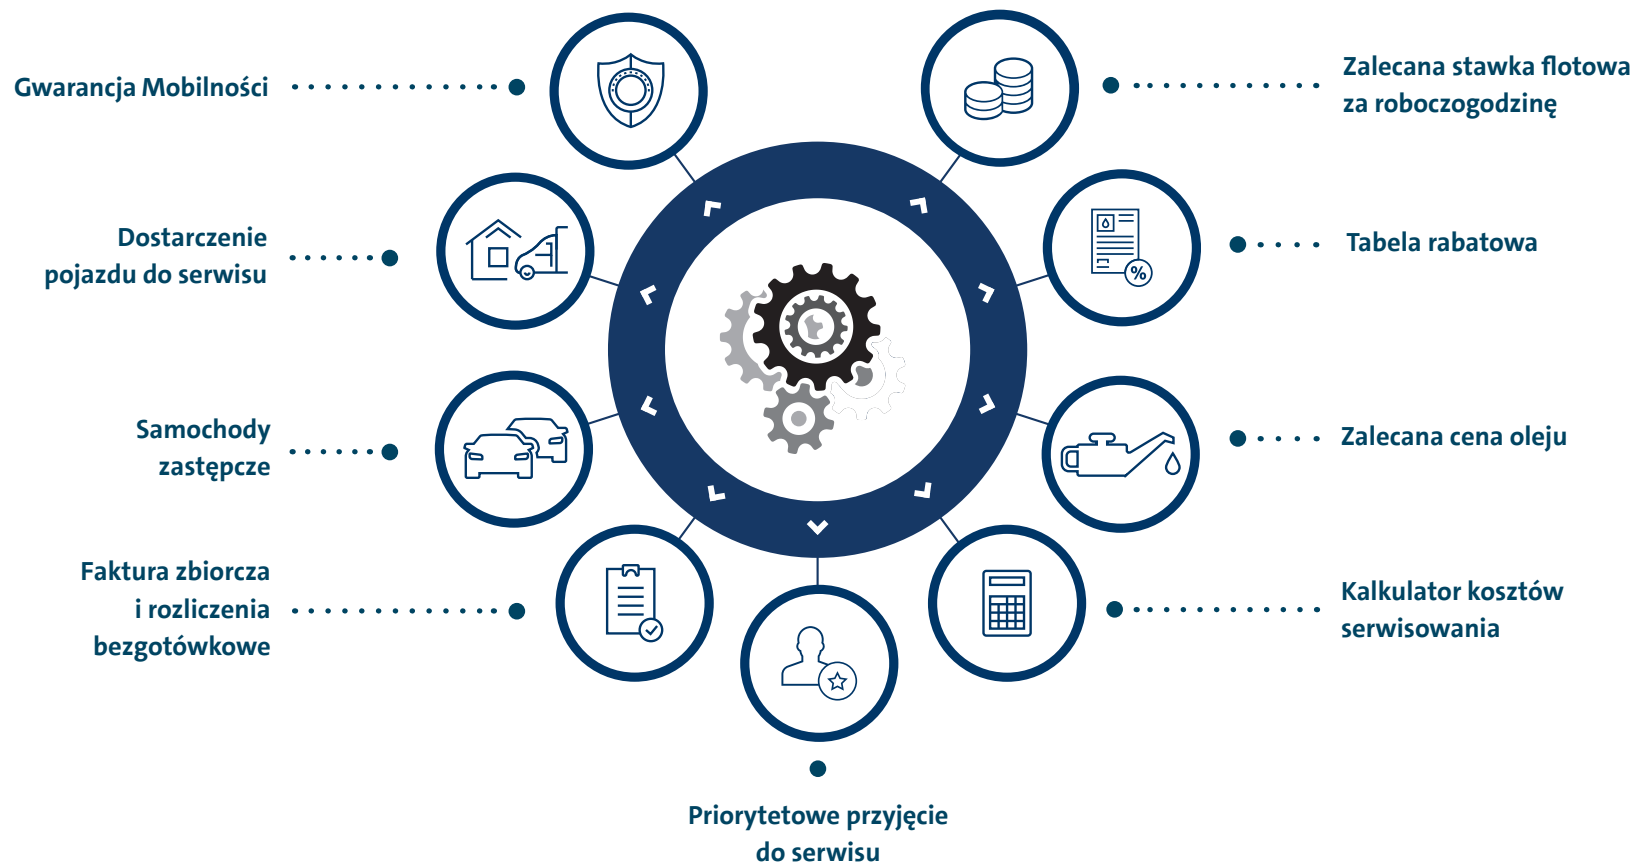 Gwarancja Mobilności
Dostarczenie
pojazdu do serwisu
Samochody
zastępcze
Faktura zbiorcza
i rozliczenia
bezgotówkowe
Priorytetowe przyjęcie
do serwisu
Zalecana stawka flotowa
za roboczogodzinę
Tabela rabatowa
%
Zalecana cena oleju
Kalkulator kosztów
serwisowania